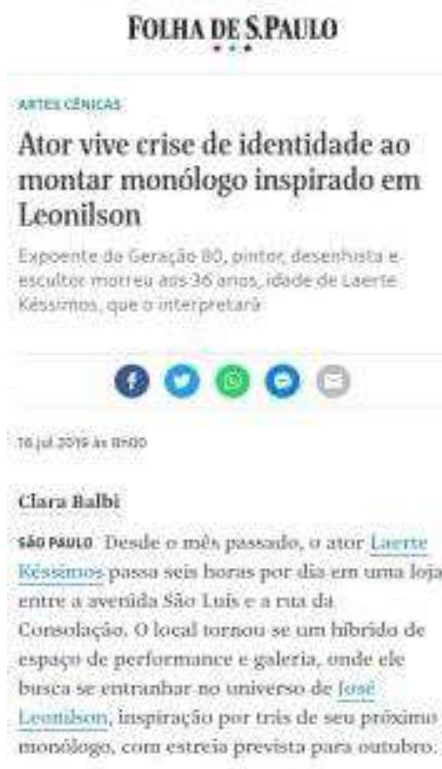 FOLHA DE S.PAULO
ARTES CÊNICAS
Ator vive crise de identidade ao
montar monólogo inspirado em
Leonilson
Expoente da Geração 80, pintor, desenhista e
escultor morreu aos 36 anos, idade de Laerte
Késsimos, que o interpretará
16.jul.2019 às 8h00
Clara Balbi
SÃO PAULO Desde o mês passado, o ator Laerte
Késsimos passa seis horas por dia em uma loja
entre a avenida São Luís e a rua da
Consolação. O local tornou-se um híbrido de
espaço de performance e galeria, onde ele
busca se entranhar no universo de José
Leonilson, inspiração por trás de seu próximo
monólogo, com estreia prevista para outubro.